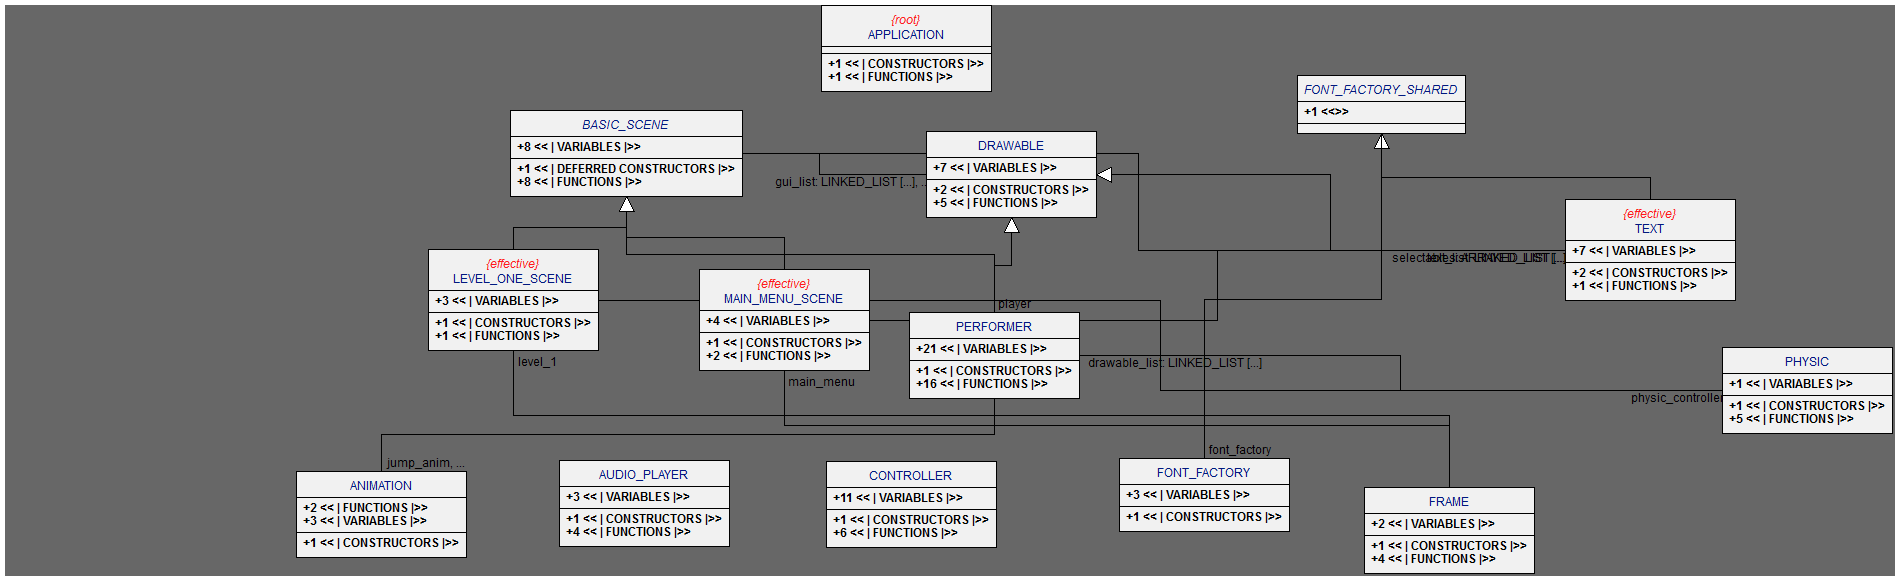 {root}
APPLICATION
+1 << | CONSTRUCTORS |>>
+1 << | FUNCTIONS |>>
FONT_FACTORY_SHARED
+1 <<>>
BASIC_SCENE
+8 << | VARIABLES |>>
+1 << | DEFERRED CONSTRUCTORS |>>
+8 << | FUNCTIONS |>>
DRAWABLE
+7 << | VARIABLES |>>
+2 << | CONSTRUCTORS |>>
+5 << | FUNCTIONS |>>
gui_list: LINKED_LIST [...], ...
{effective}
TEXT
+7 << | VARIABLES |>>
+2 << | CONSTRUCTORS |>>
+1 << | FUNCTIONS |>>
LINKED_LIST [...]
{effective}
LEVEL_ONE_SCENE
+3 << | VARIABLES |>>
+1 << | CONSTRUCTORS |>>
+1 << | FUNCTIONS |>>
level_1
{effective}
MAIN_MENU_SCENE
+4 << | VARIABLES |>>
+1 << | CONSTRUCTORS |>>
+2 << | FUNCTIONS |>>
main_menu
player
PERFORMER
+21 << | VARIABLES |>>
+1 << | CONSTRUCTORS |>>
+16 << | FUNCTIONS |>>
drawable_list: LINKED_LIST [...]
PHYSIC
+1 << | VARIABLES |>>
+1 << | CONSTRUCTORS |>>
+5 << | FUNCTIONS |>>
physic_controller
jump_anim, ...
ANIMATION
+2 << | FUNCTIONS |>>
+3 << | VARIABLES |>>
+1 << | CONSTRUCTORS |>>
AUDIO_PLAYER
+3 << | VARIABLES |>>
+1 << | CONSTRUCTORS |>>
+4 << | FUNCTIONS |>>
CONTROLLER
+11 << | VARIABLES |>>
+1 << | CONSTRUCTORS |>>
+6 << | FUNCTIONS |>>
font_factory
FONT_FACTORY
+3 << | VARIABLES |>>
+1 << | CONSTRUCTORS |>>
FRAME
+2 << | VARIABLES |>>
+1 << | CONSTRUCTORS |>>
+4 << | FUNCTIONS |>>